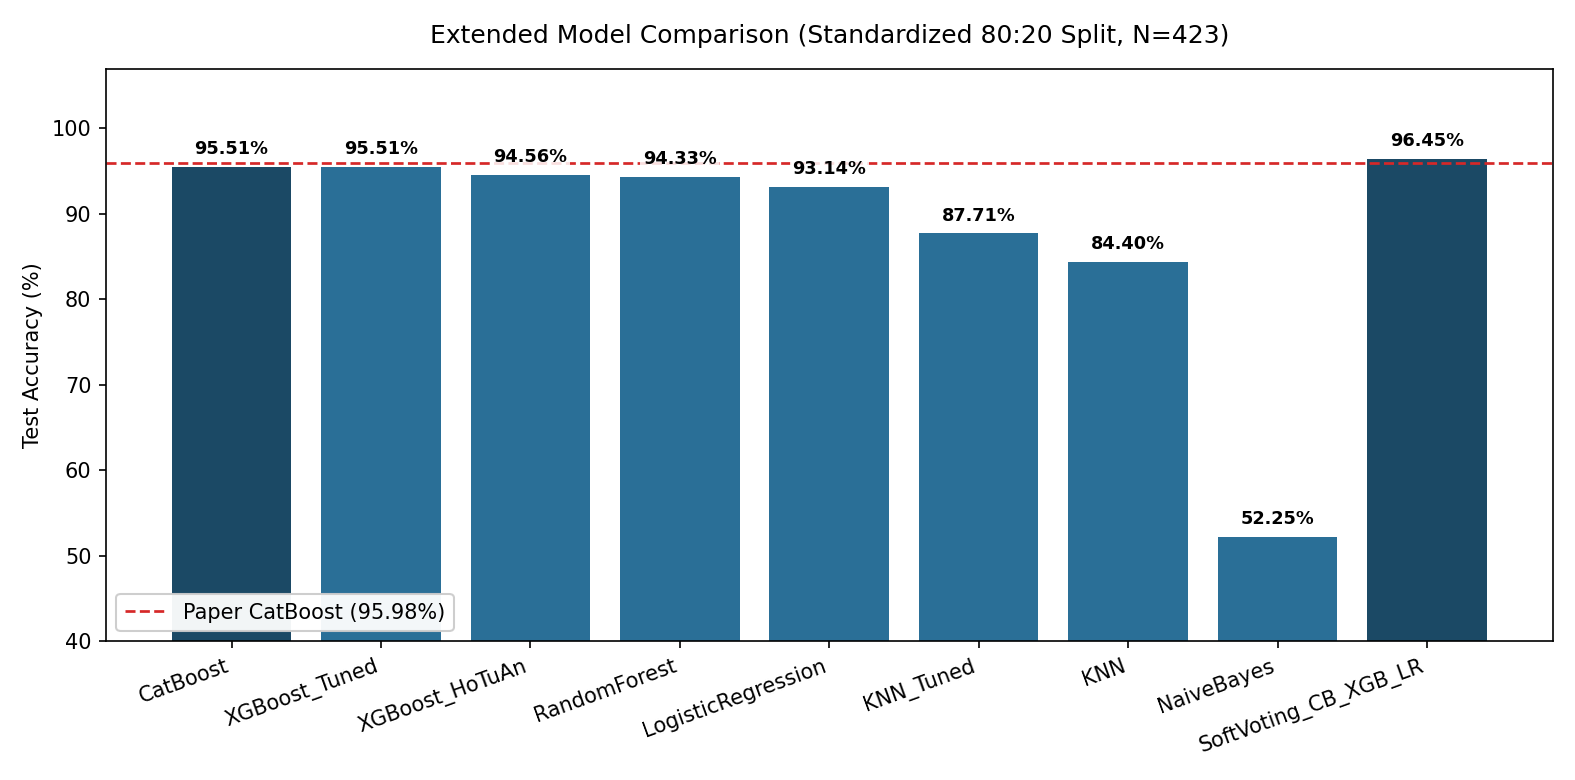 Extended Model Comparison (Standardized 80:20 Split, N=423)
Test Accuracy (%)
100
90
80
70
60
50
40
95.51%
95.51%
94.56%
94.33%
93.14%
87.71%
84.40%
52.25%
96.45%
Paper CatBoost (95.98%)
CatBoost
XGBoost_Tuned
XGBoost_HoTuAn
RandomForest
LogisticRegression
KNN_Tuned
KNN
NaiveBayes
SoftVoting_CB_XGB_LR